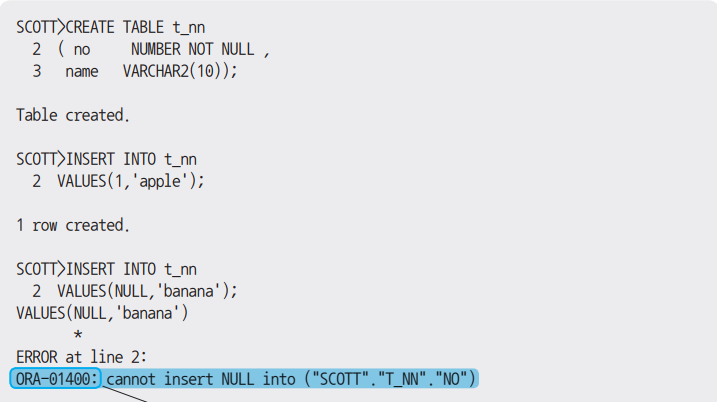 SCOTT>CREATE TABLE t_nn
2 ( no NUMBER NOT NULL ,
3 name VARCHAR2(10));
Table created.
SCOTT>INSERT INTO t_nn
2 VALUES(1,'apple');
1 row created.
SCOTT>INSERT INTO t_nn
2 VALUES(NULL,'banana');
VALUES(NULL,'banana')
*
ERROR at line 2:
ORA-01400: cannot insert NULL into ("SCOTT"."T_NN"."NO")